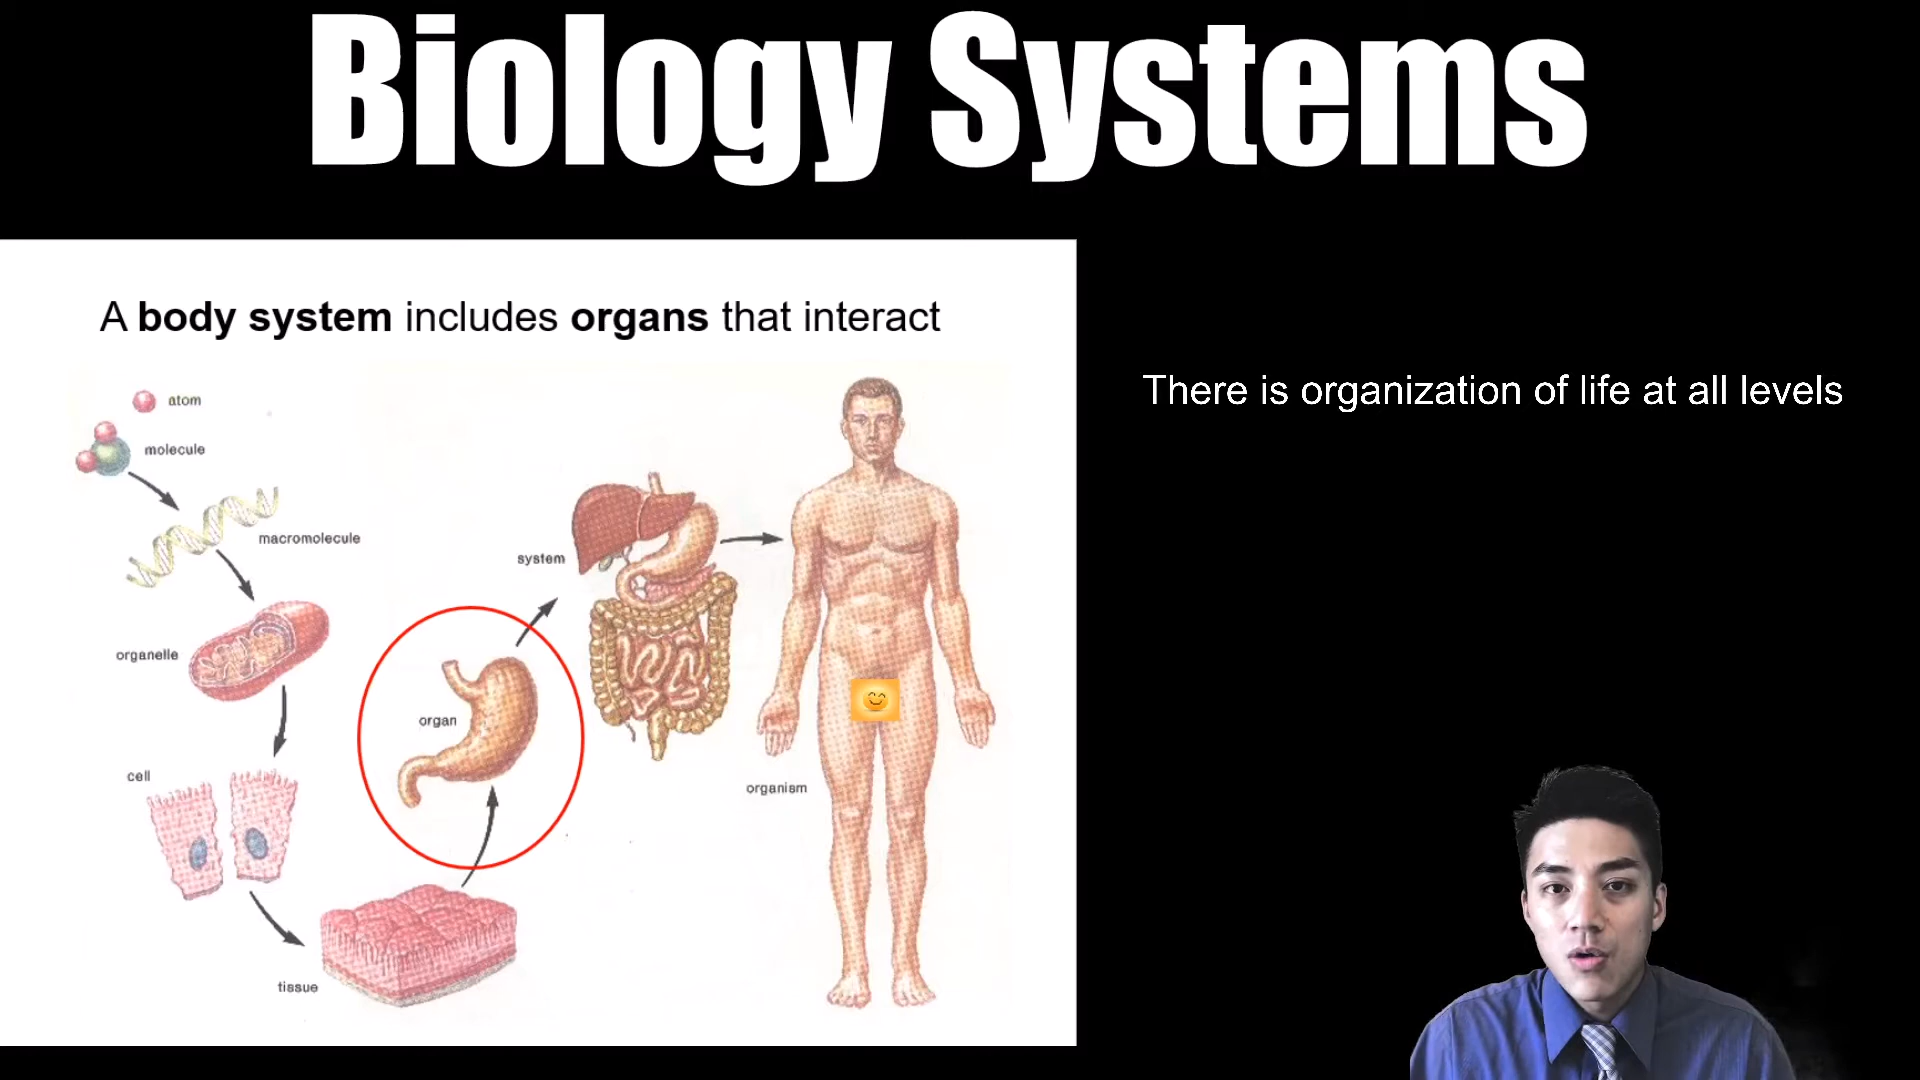 Biology Systems
A body system includes organs that interact
There is organization of life at all levels
atom
molecule
macromolecule
organelle
cell
tissue
organ
system
organism